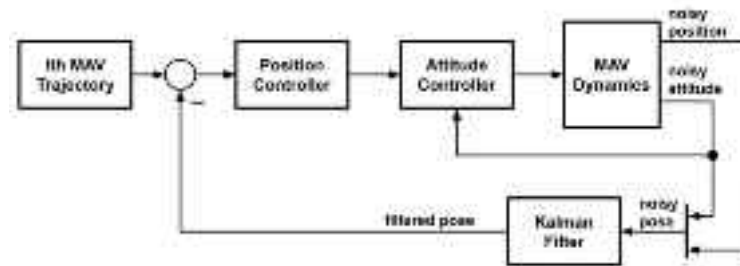 Ith MAV
Trajectory
Position
Controller
Attitude
Controller
MAV
Dynamics
noisy
position
noisy
attitude
filtered pose
Kalman
Filter
noisy
pose